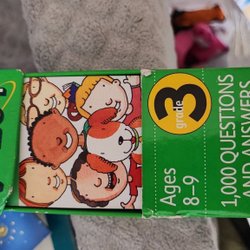 3
grade
Ages
8-9
1,000 QUESTIONS
AND ANSWERS